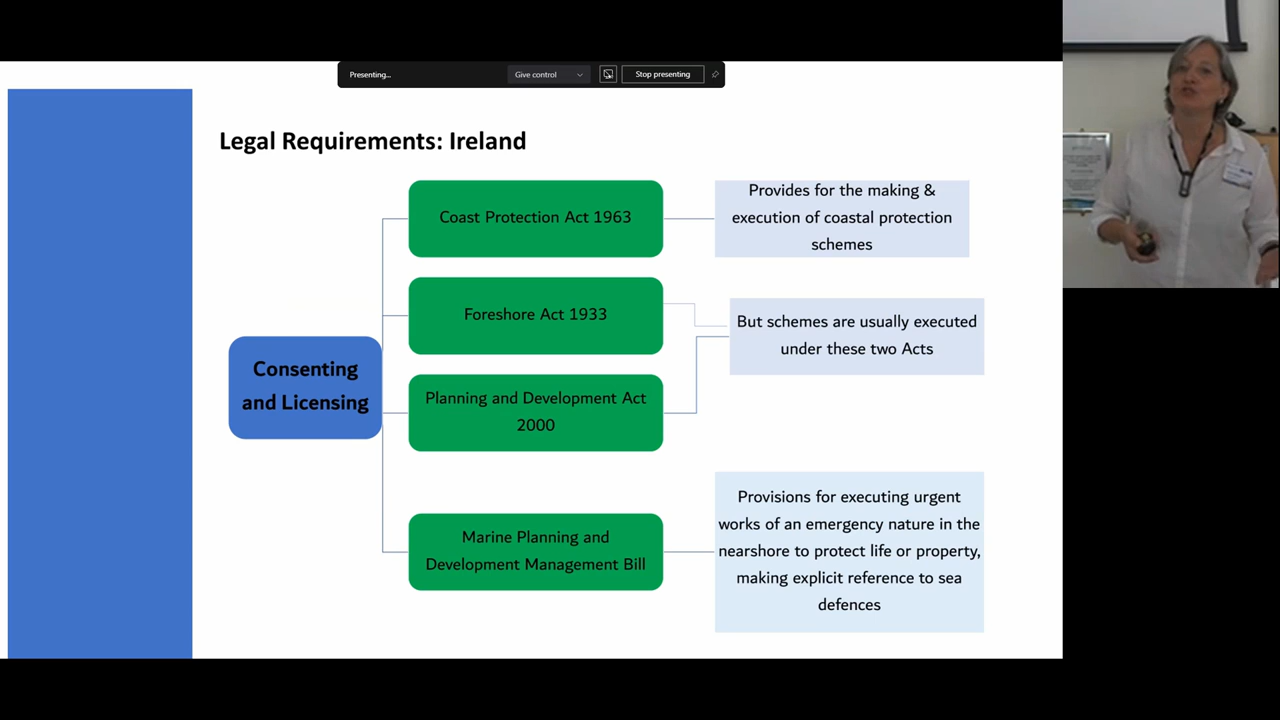 Presenting...
Give control
Stop presenting
Legal Requirements: Ireland
Consenting
and Licensing
Coast Protection Act 1963
Provides for the making &
execution of coastal protection
schemes
Foreshore Act 1933
But schemes are usually executed
under these two Acts
Planning and Development Act
2000
Marine Planning and
Development Management Bill
Provisions for executing urgent
works of an emergency nature in the
nearshore to protect life or property,
making explicit reference to sea
defences